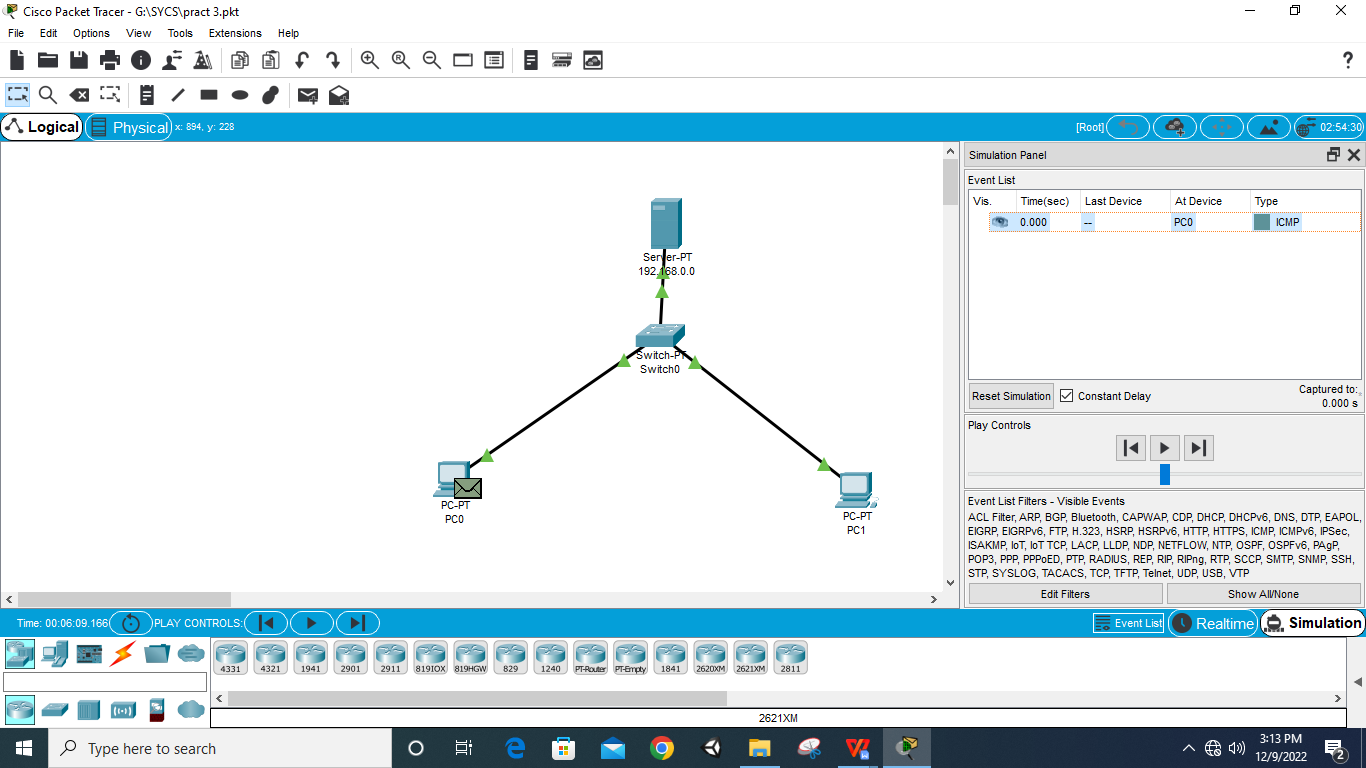 Cisco Packet Tracer - G:\SYCS\pract 3.pkt
File Edit Options View Tools Extensions Help
?
Logical Physical x: 894, y: 228 [Root] 02:54:30
Simulation Panel
Event List
Vis. Time(sec) Last Device At Device Type
0.000 -- PC0 ICMP
Server-PT
192.168.0.0
Switch-PT
Switch0
PC-PT
PC0
PC-PT
PC1
Reset Simulation Constant Delay
Captured to:
0.000 s
Play Controls
Event List Filters - Visible Events
ACL Filter, ARP, BGP, Bluetooth, CAPWAP, CDP, DHCP, DHCPv6, DNS, DTP, EAPOL,
EIGRP, EIGRPv6, FTP, H.323, HSRP, HSRPv6, HTTP, HTTPS, ICMP, ICMPv6, IPSec,
ISAKMP, IoT, IoT TCP, LACP, LLDP, NDP, NETFLOW, NTP, OSPF, OSPFv6, PAgP,
POP3, PPP, PPPoED, PTP, RADIUS, REP, RIP, RIPng, RTP, SCCP, SMTP, SNMP, SSH,
STP, SYSLOG, TACACS, TCP, TFTP, Telnet, UDP, USB, VTP
Edit Filters Show All/None
Time: 00:06:09.166 PLAY CONTROLS: Event List Realtime Simulation
4331 4321 1941 2901 2911 819IOX 819HGW 829 1240 PT-Router PT-Empty 1841 2620XM 2621XM 2811
2621XM
Type here to search
3:13 PM
12/9/2022
2